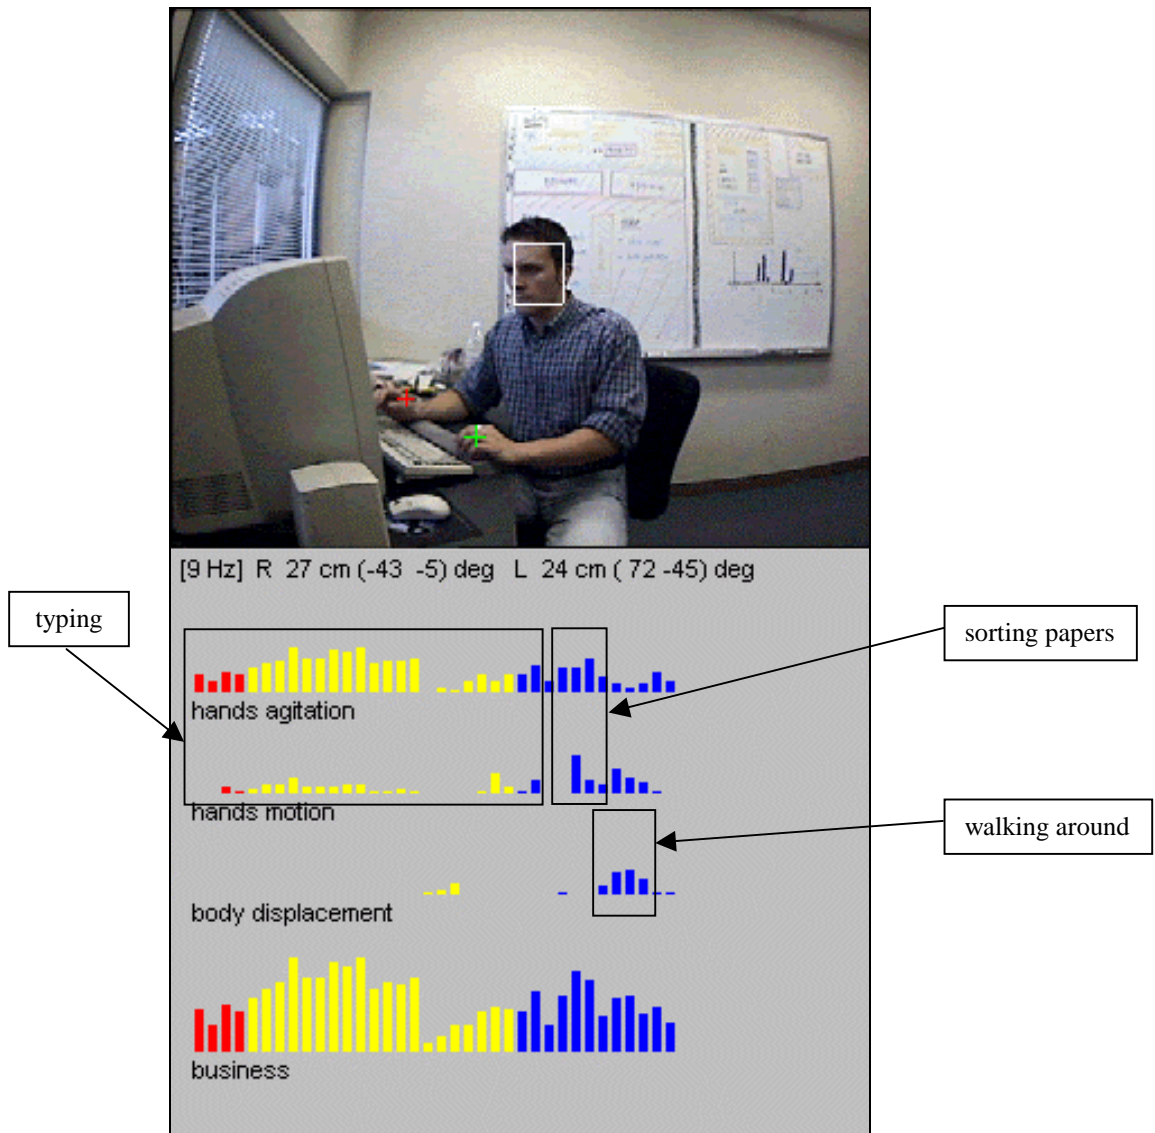 [9 Hz] R 27 cm (-43 -5) deg L 24 cm ( 72 -45) deg
typing
sorting papers
hands agitation
hands motion
walking around
body displacement
business